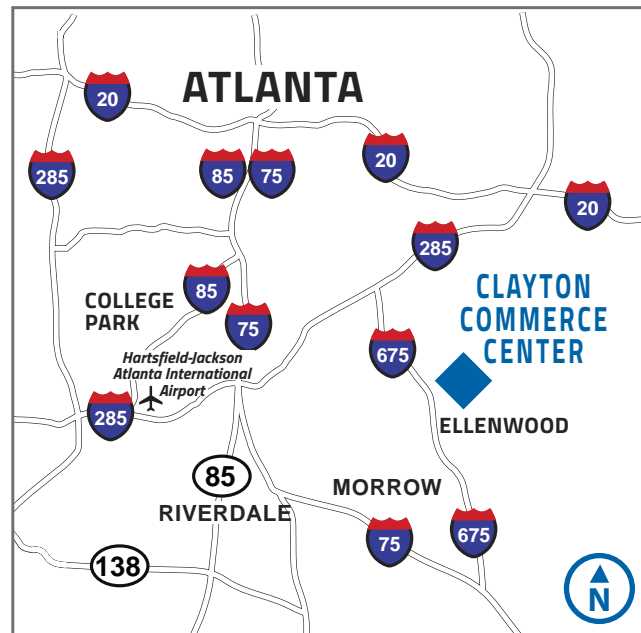 ATLANTA
20
285
85
75
20
20
285
CLAYTON
COMMERCE
CENTER
85
COLLEGE
PARK
75
675
Hartsfield-Jackson
Atlanta International
Airport
285
ELLENWOOD
85
RIVERDALE
MORROW
75
675
138
N